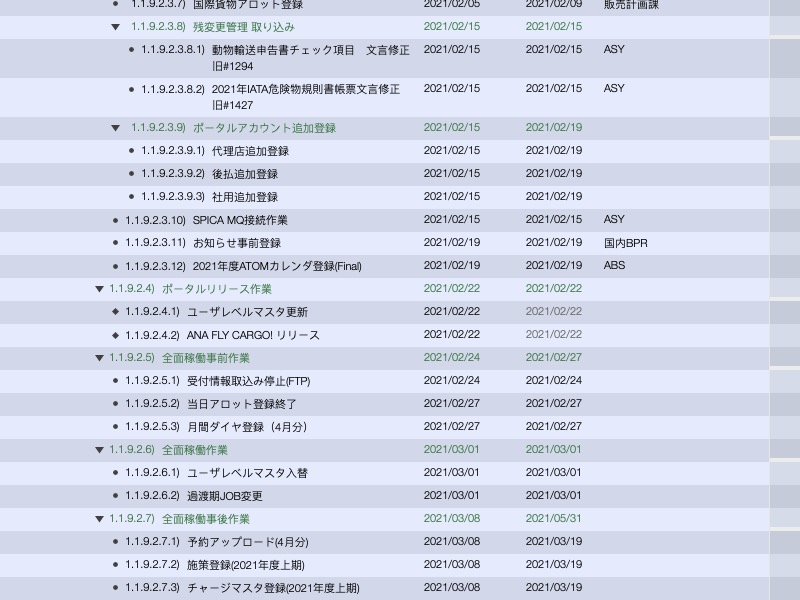 1.1.9.2.3.7) 国際貨物アロット登録 2021/02/05 2021/02/09 販売計画課
1.1.9.2.3.8) 残変更管理 取り込み 2021/02/15 2021/02/15
1.1.9.2.3.8.1) 動物輸送申告書チェック項目　文言修正 2021/02/15 2021/02/15 ASY
旧#1294
1.1.9.2.3.8.2) 2021年IATA危険物規則書帳票文言修正 2021/02/15 2021/02/15 ASY
旧#1427
1.1.9.2.3.9) ポータルアカウント追加登録 2021/02/15 2021/02/19
1.1.9.2.3.9.1) 代理店追加登録 2021/02/15 2021/02/19
1.1.9.2.3.9.2) 後払追加登録 2021/02/15 2021/02/19
1.1.9.2.3.9.3) 社用追加登録 2021/02/15 2021/02/19
1.1.9.2.3.10) SPICA MQ接続作業 2021/02/15 2021/02/15 ASY
1.1.9.2.3.11) お知らせ事前登録 2021/02/19 2021/02/19 国内BPR
1.1.9.2.3.12) 2021年度ATOMカレンダ登録(Final) 2021/02/19 2021/02/19 ABS
1.1.9.2.4) ポータルリリース作業 2021/02/22 2021/02/22
1.1.9.2.4.1) ユーザレベルマスタ更新 2021/02/22 2021/02/22
1.1.9.2.4.2) ANA FLY CARGO! リリース 2021/02/22 2021/02/22
1.1.9.2.5) 全面稼働事前作業 2021/02/24 2021/02/27
1.1.9.2.5.1) 受付情報取込み停止(FTP) 2021/02/24 2021/02/24
1.1.9.2.5.2) 当日アロット登録終了 2021/02/27 2021/02/27
1.1.9.2.5.3) 月間ダイヤ登録（4月分） 2021/02/27 2021/02/27
1.1.9.2.6) 全面稼働作業 2021/03/01 2021/03/01
1.1.9.2.6.1) ユーザレベルマスタ入替 2021/03/01 2021/03/01
1.1.9.2.6.2) 過渡期JOB変更 2021/03/01 2021/03/01
1.1.9.2.7) 全面稼働事後作業 2021/03/08 2021/05/31
1.1.9.2.7.1) 予約アップロード(4月分) 2021/03/08 2021/03/19
1.1.9.2.7.2) 施策登録(2021年度上期) 2021/03/08 2021/03/19
1.1.9.2.7.3) チャージマスタ登録(2021年度上期) 2021/03/08 2021/03/19